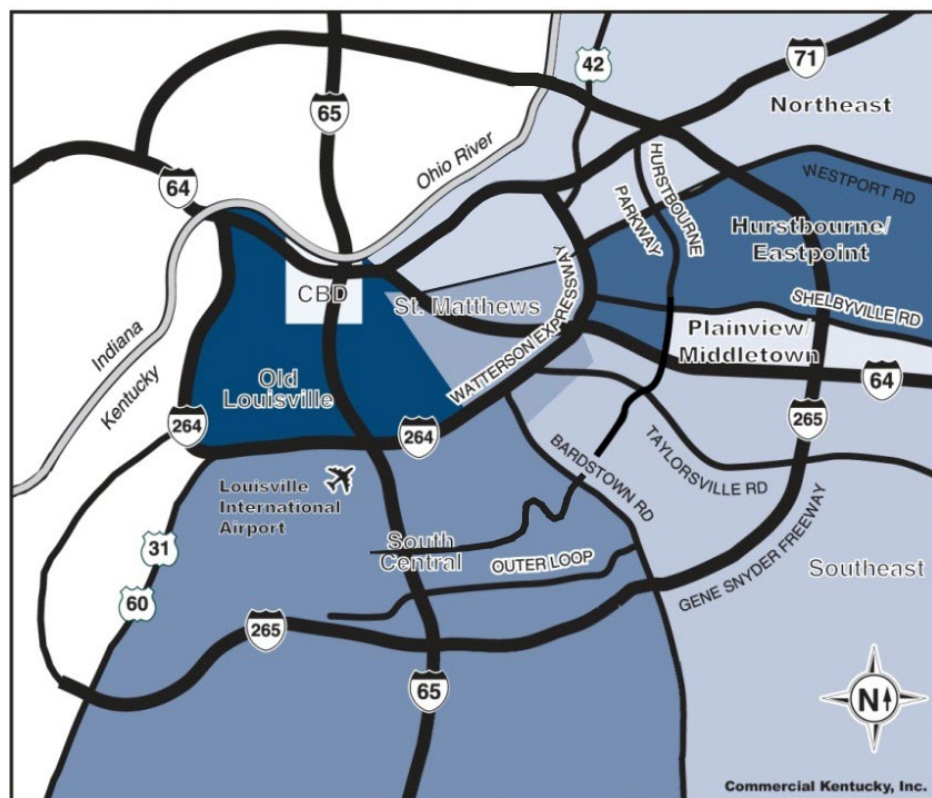 71
42
65
Northeast
Ohio River
HURSTBOURNE
PARKWAY
WESTPORT RD
64
Hurstbourne/
Eastpoint
CBD
St. Matthews
WATTERSON EXPRESSWAY
SHELBYVILLE RD
Plainview/
Middletown
Indiana
Kentucky
Old
Louisville
64
264
264
265
BARDSTOWN RD
TAYLORSVILLE RD
Louisville
International
Airport
31
South
Central
OUTER LOOP
GENE SNYDER FREEWAY
Southeast
60
265
65
N
Commercial Kentucky, Inc.